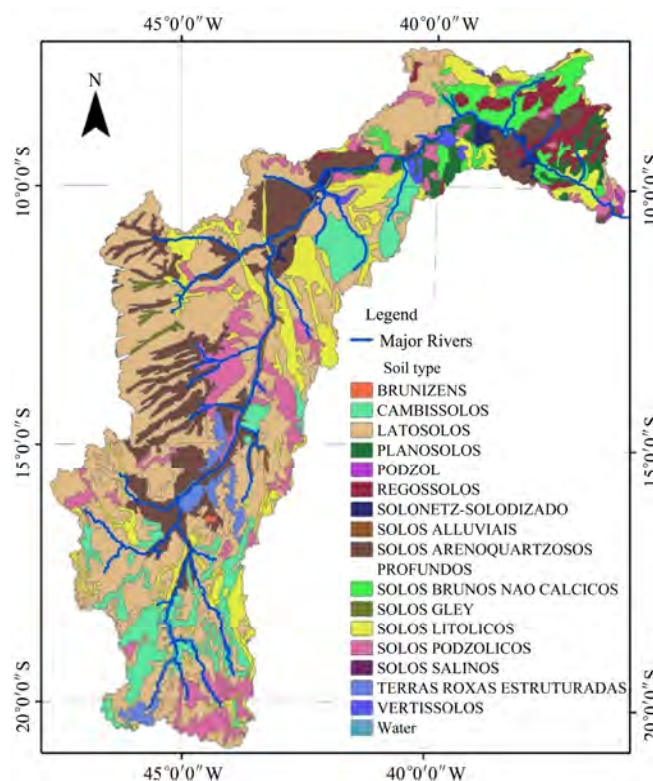 45°0'0"W 40°0'0"W
N
10°0'0"S 10°0'0"S
Legend
Major Rivers
Soil type
BRUNIZENS
CAMBISSOLOS
LATOSOLOS
PLANOSOLOS
PODZOL
REGOSSOLOS
SOLONETZ-SOLODIZADO
SOLOS ALLUVIAIS
SOLOS ARENOQUARTZOSOS
PROFUNDOS
SOLOS BRUNOS NAO CALCICOS
SOLOS GLEY
SOLOS LITOLICOS
SOLOS PODZOLICOS
SOLOS SALINOS
TERRAS ROXAS ESTRUTURADAS
VERTISSOLOS
Water
15°0'0"S 15°0'0"S
20°0'0"S 20°0'0"S
45°0'0"W 40°0'0"W